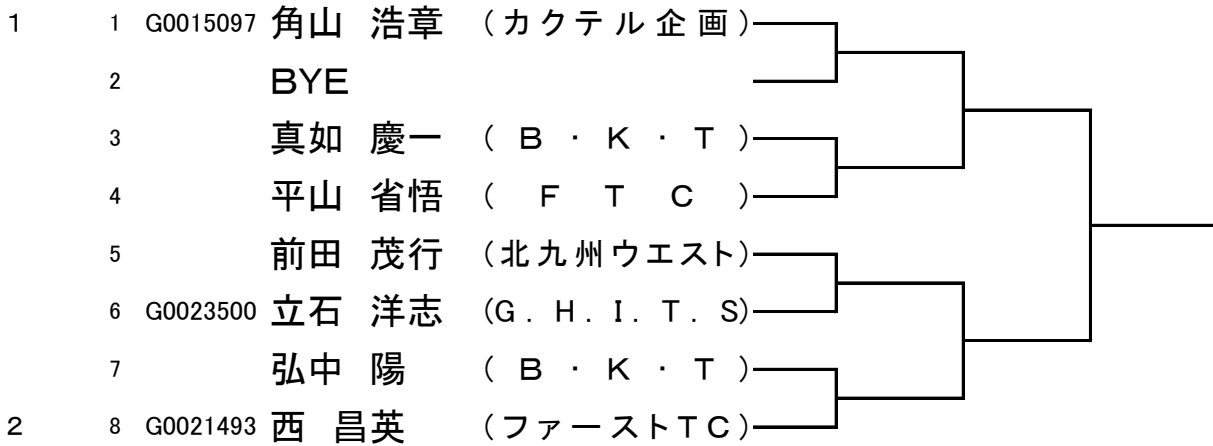 1 1 G0015097 角山 浩章 (カクテル企画)
2 BYE
3 真如 慶一 (B・K・T)
4 平山 省悟 (FTC)
5 前田 茂行 (北九州ウエスト)
6 G0023500 立石 洋志 (G.H.I.T.S)
7 弘中 陽 (B・K・T)
2 8 G0021493 西 昌英 (ファーストTC)